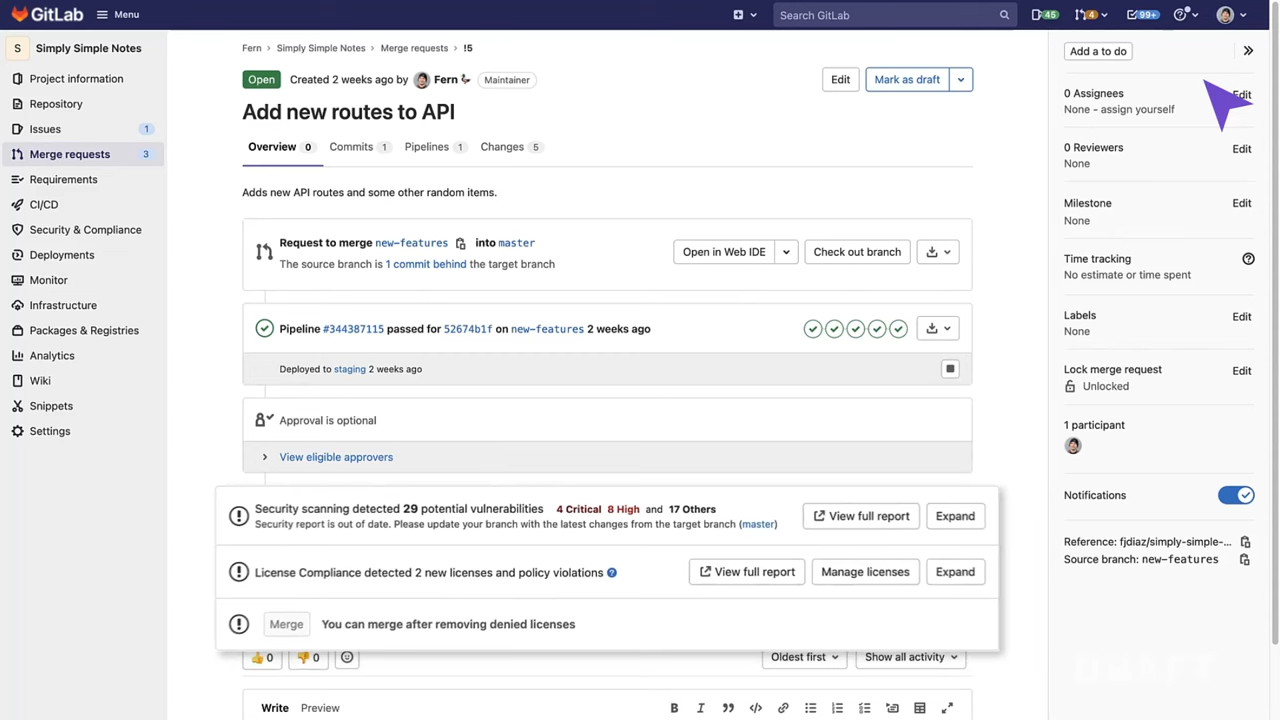 GitLab Menu Search GitLab 45 4 99+
S Simply Simple Notes
Project information
Repository
Issues 1
Merge requests 3
Requirements
CI/CD
Security & Compliance
Deployments
Monitor
Infrastructure
Packages & Registries
Analytics
Wiki
Snippets
Settings
Fern Simply Simple Notes Merge requests !5
Open Created 2 weeks ago by Fern Maintainer Edit Mark as draft
Add new routes to API
Overview 0 Commits 1 Pipelines 1 Changes 5
Adds new API routes and some other random items.
Request to merge new-features into master
The source branch is 1 commit behind the target branch
Open in Web IDE Check out branch
Pipeline #344387115 passed for 52674b1f on new-features 2 weeks ago
Deployed to staging 2 weeks ago
Approval is optional
View eligible approvers
Security scanning detected 29 potential vulnerabilities 4 Critical 8 High and 17 Others
Security report is out of date. Please update your branch with the latest changes from the target branch (master)
View full report Expand
License Compliance detected 2 new licenses and policy violations ?
View full report Manage licenses Expand
Merge You can merge after removing denied licenses
0 0 Oldest first Show all activity
Write Preview B I
Add a to do
0 Assignees Edit
None - assign yourself
0 Reviewers Edit
None
Milestone Edit
None
Time tracking ?
No estimate or time spent
Labels Edit
None
Lock merge request Edit
Unlocked
1 participant
Notifications
Reference: fjdiaz/simply-simple-...
Source branch: new-features
DRAFT